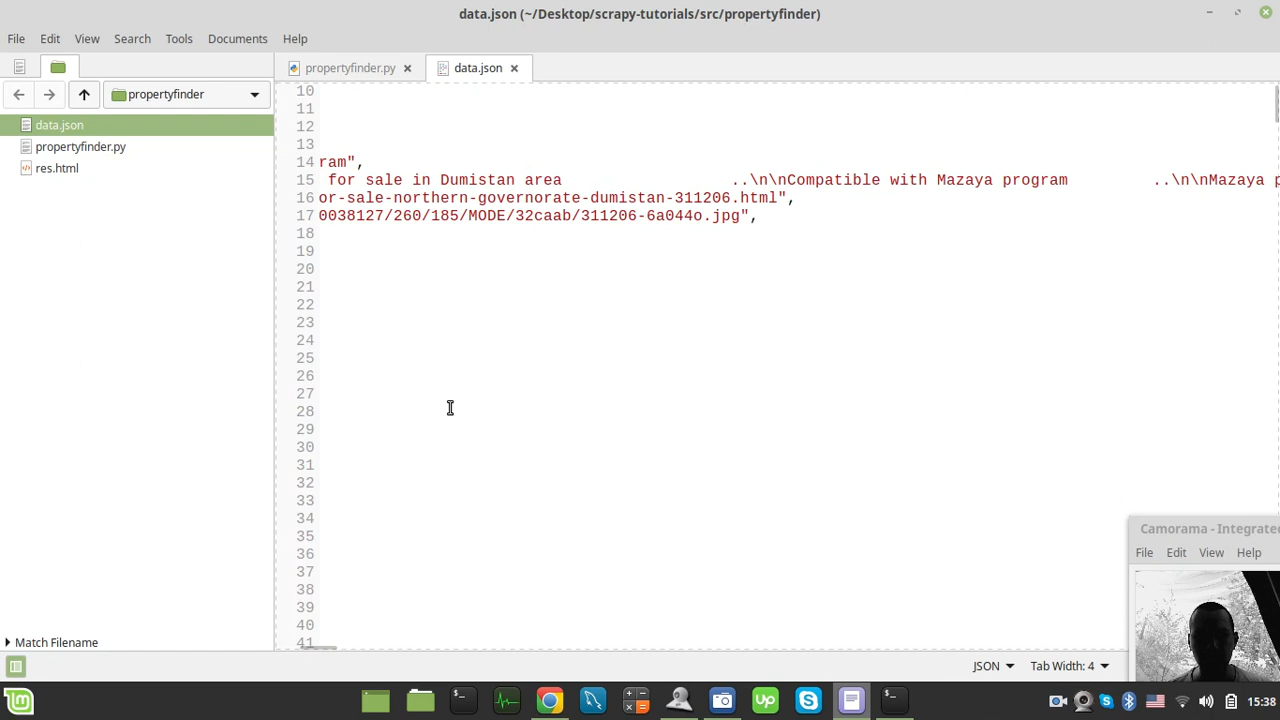 data.json (~/Desktop/scrapy-tutorials/src/propertyfinder)
File Edit View Search Tools Documents Help
propertyfinder.py data.json
propertyfinder
data.json
propertyfinder.py
res.html
10
11
12
13
14 ram",
15 for sale in Dumistan area ..\n\nCompatible with Mazaya program ..\n\nMazaya p
16 or-sale-northern-governorate-dumistan-311206.html",
17 0038127/260/185/MODE/32caab/311206-6a044o.jpg",
18
19
20
21
22
23
24
25
26
27
28
29
30
31
32
33
34
35
36
37
38
39
40
41
Camorama - Integrated
File Edit View Help
Match Filename
JSON Tab Width: 4
Up
15:38